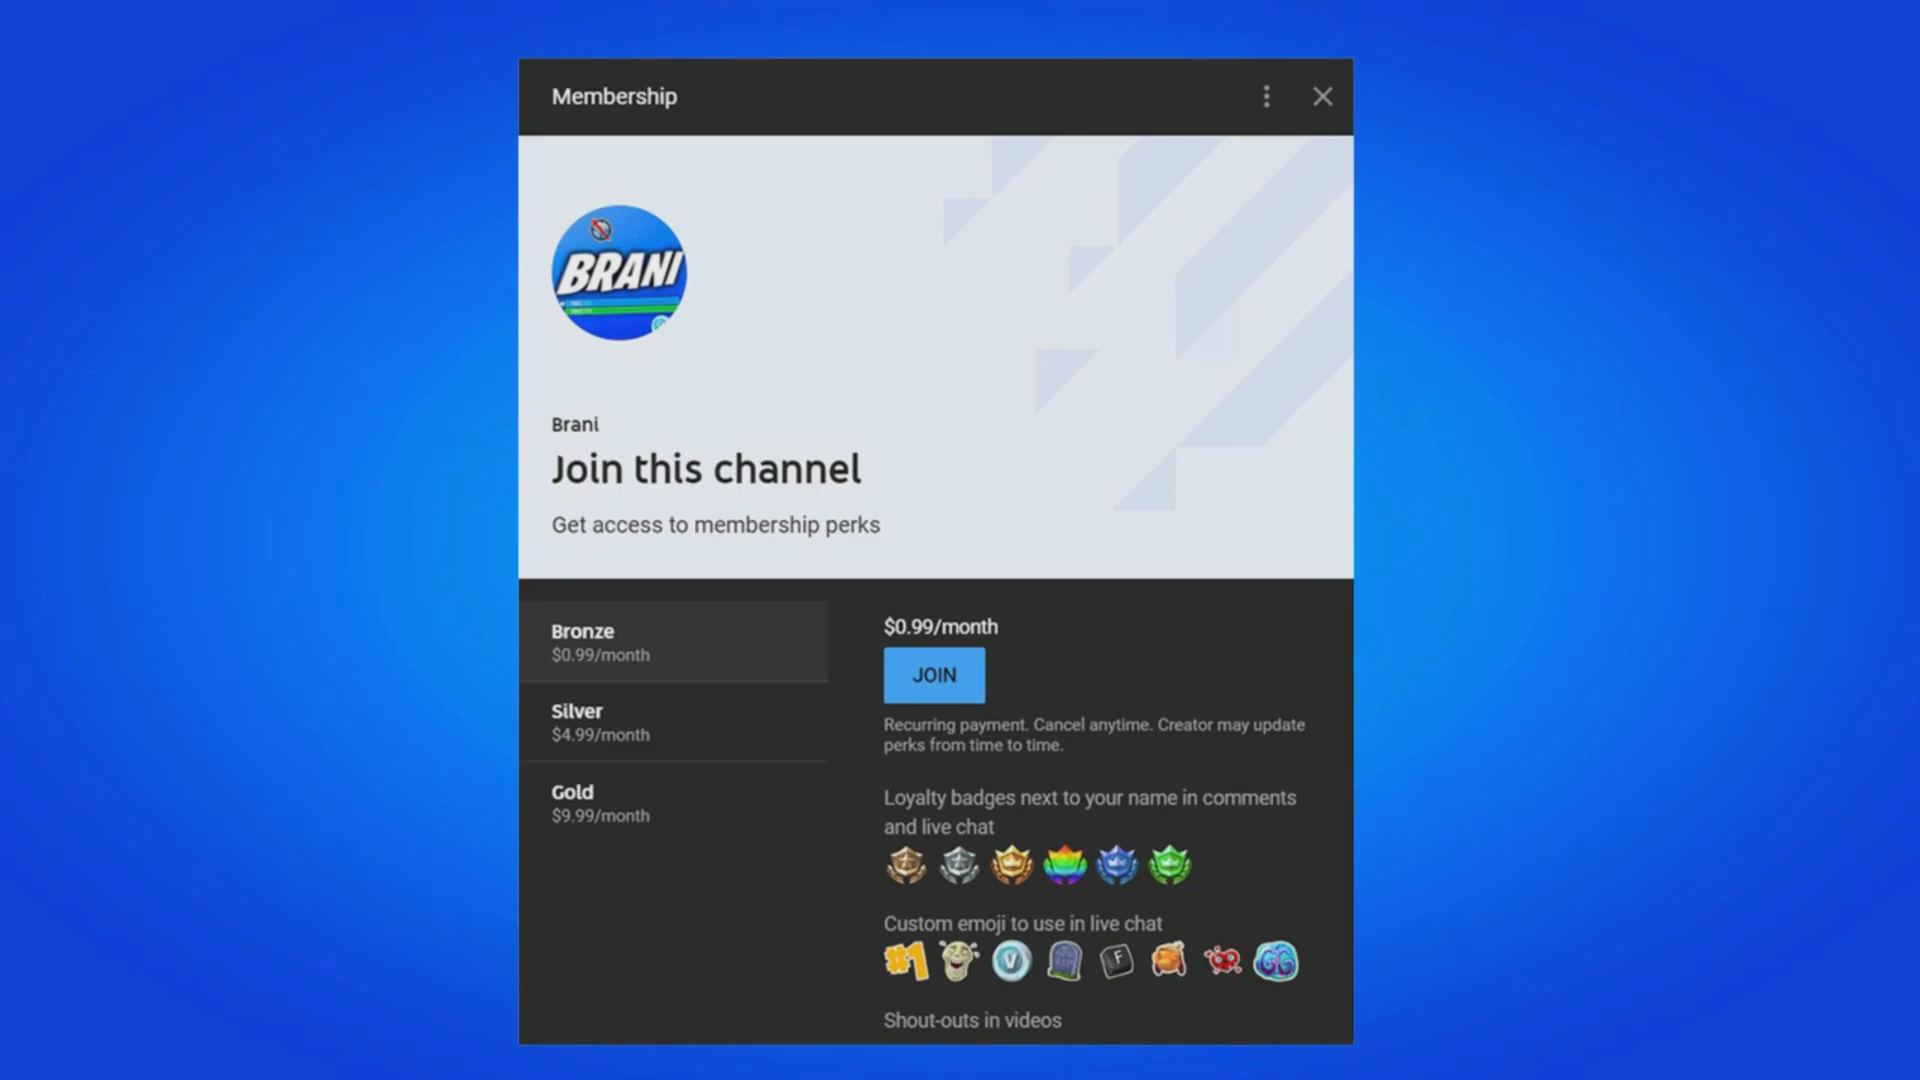 Membership
BRANI
Brani
Join this channel
Get access to membership perks
Bronze
$0.99/month
Silver
$4.99/month
Gold
$9.99/month
$0.99/month
JOIN
Recurring payment. Cancel anytime. Creator may update
perks from time to time.
Loyalty badges next to your name in comments
and live chat
Custom emoji to use in live chat
#1 V F GG
Shout-outs in videos